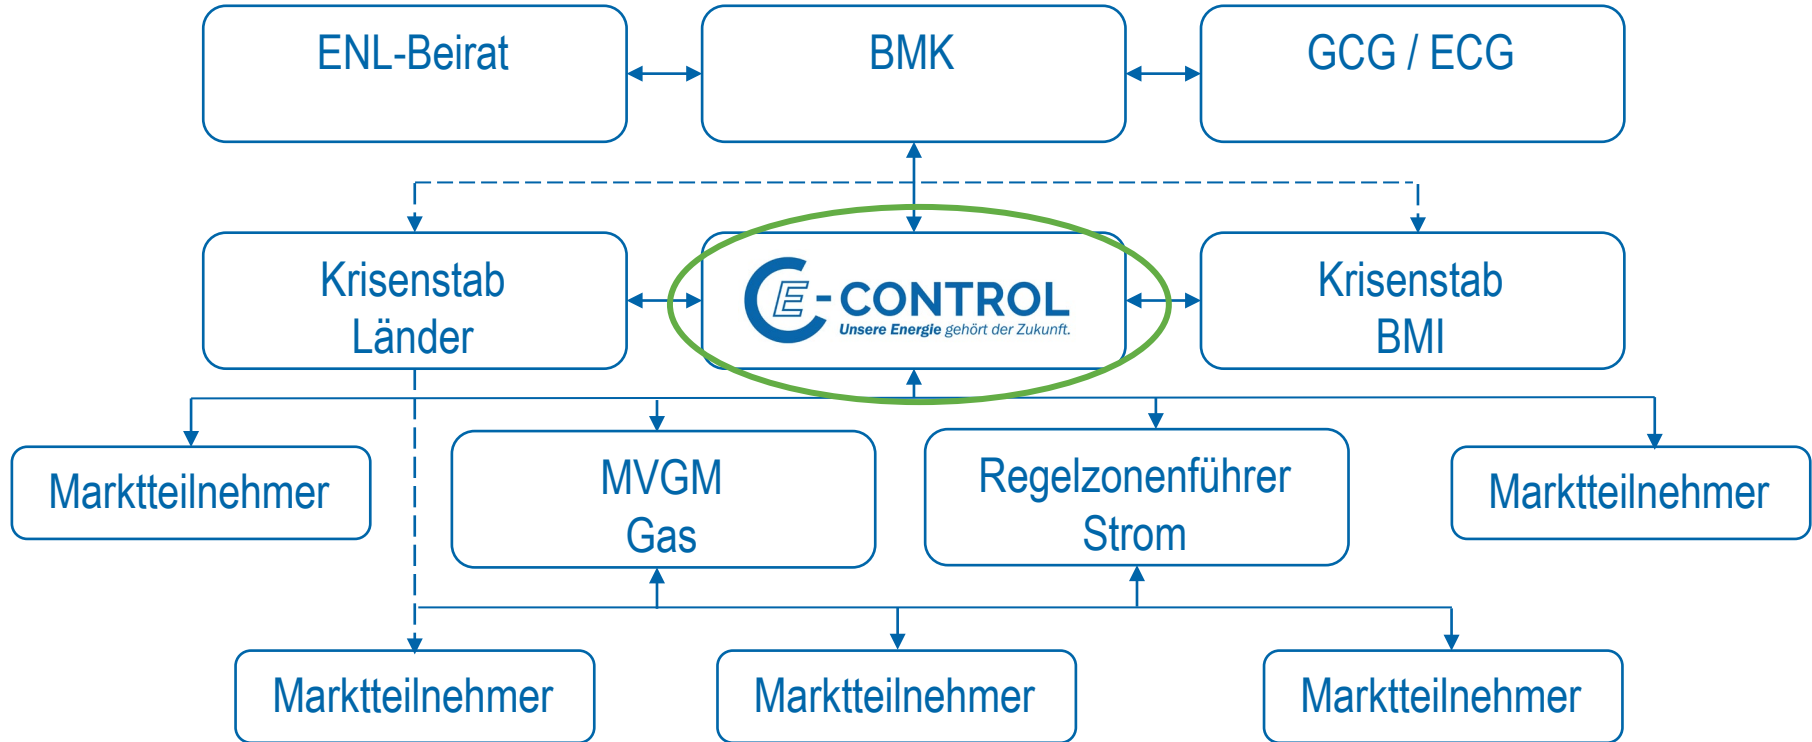 ENL-Beirat
BMK
GCG / ECG
Krisenstab
Länder
E-CONTROL
Unsere Energie gehört der Zukunft.
Krisenstab
BMI
Marktteilnehmer
MVGM
Gas
Regelzonenführer
Strom
Marktteilnehmer
Marktteilnehmer
Marktteilnehmer
Marktteilnehmer